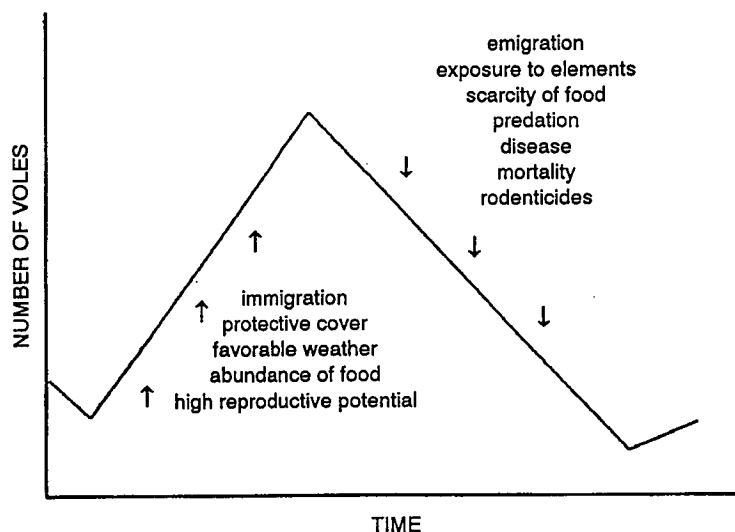 emigration
exposure to elements
scarcity of food
predation
disease
mortality
rodenticides
NUMBER OF VOLES
immigration
protective cover
favorable weather
abundance of food
high reproductive potential
TIME